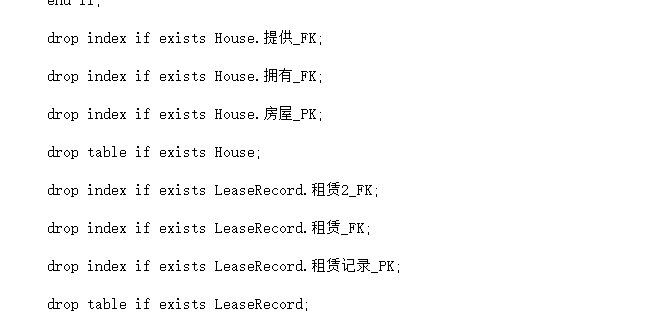 end if;
drop index if exists House.提供_FK;
drop index if exists House.拥有_FK;
drop index if exists House.房屋_PK;
drop table if exists House;
drop index if exists LeaseRecord.租赁2_FK;
drop index if exists LeaseRecord.租赁_FK;
drop index if exists LeaseRecord.租赁记录_PK;
drop table if exists LeaseRecord;